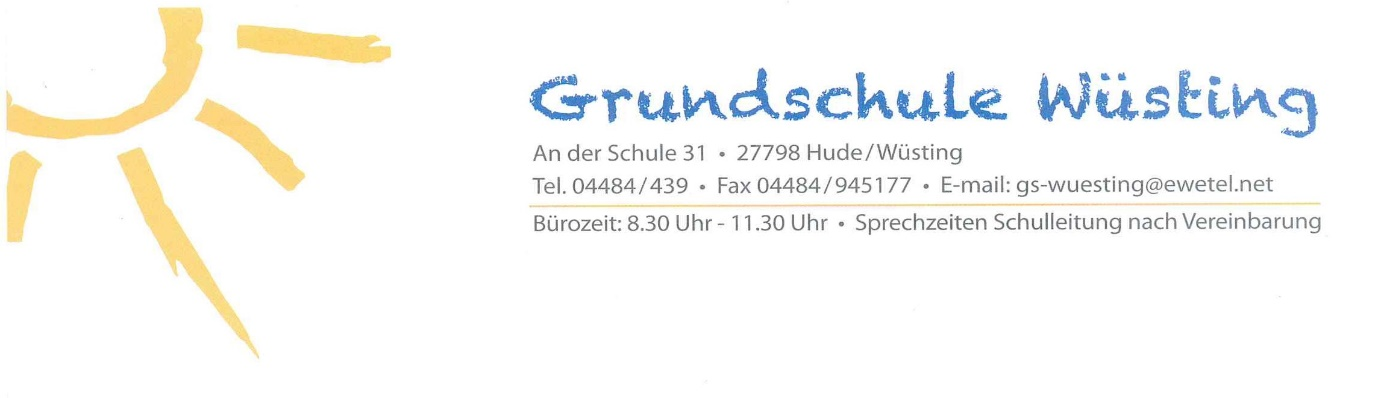 Grundschule Wüsting
An der Schule 31 • 27798 Hude/Wüsting
Tel. 04484/439 • Fax 04484/945177 • E-mail: gs-wuesting@ewetel.net
Bürozeit: 8.30 Uhr - 11.30 Uhr • Sprechzeiten Schulleitung nach Vereinbarung